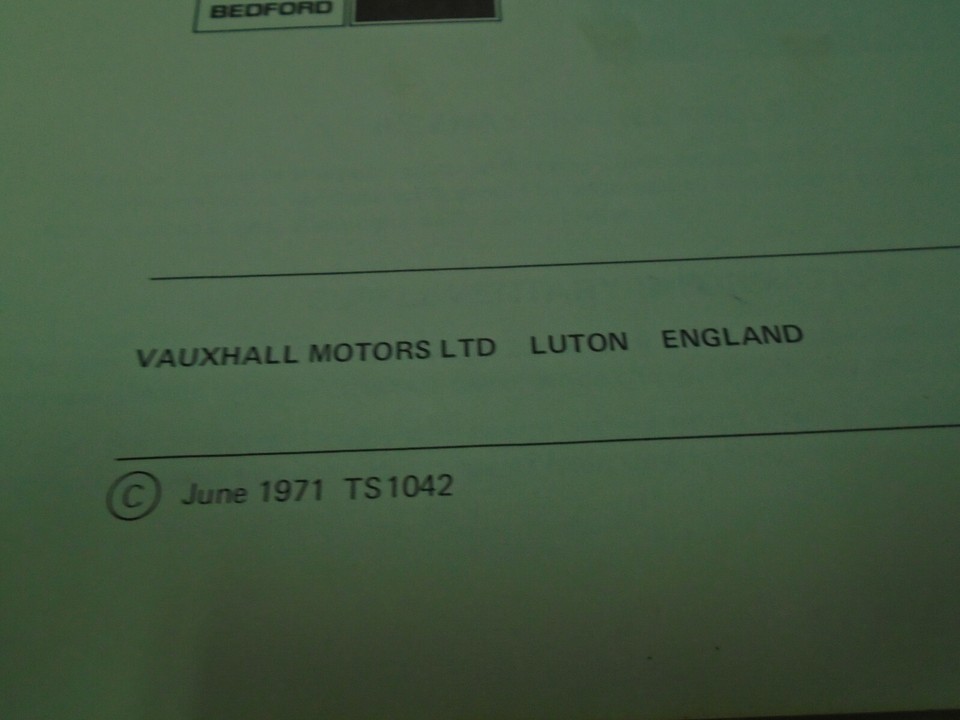 BEDFORD
VAUXHALL MOTORS LTD LUTON ENGLAND
© June 1971 TS1042